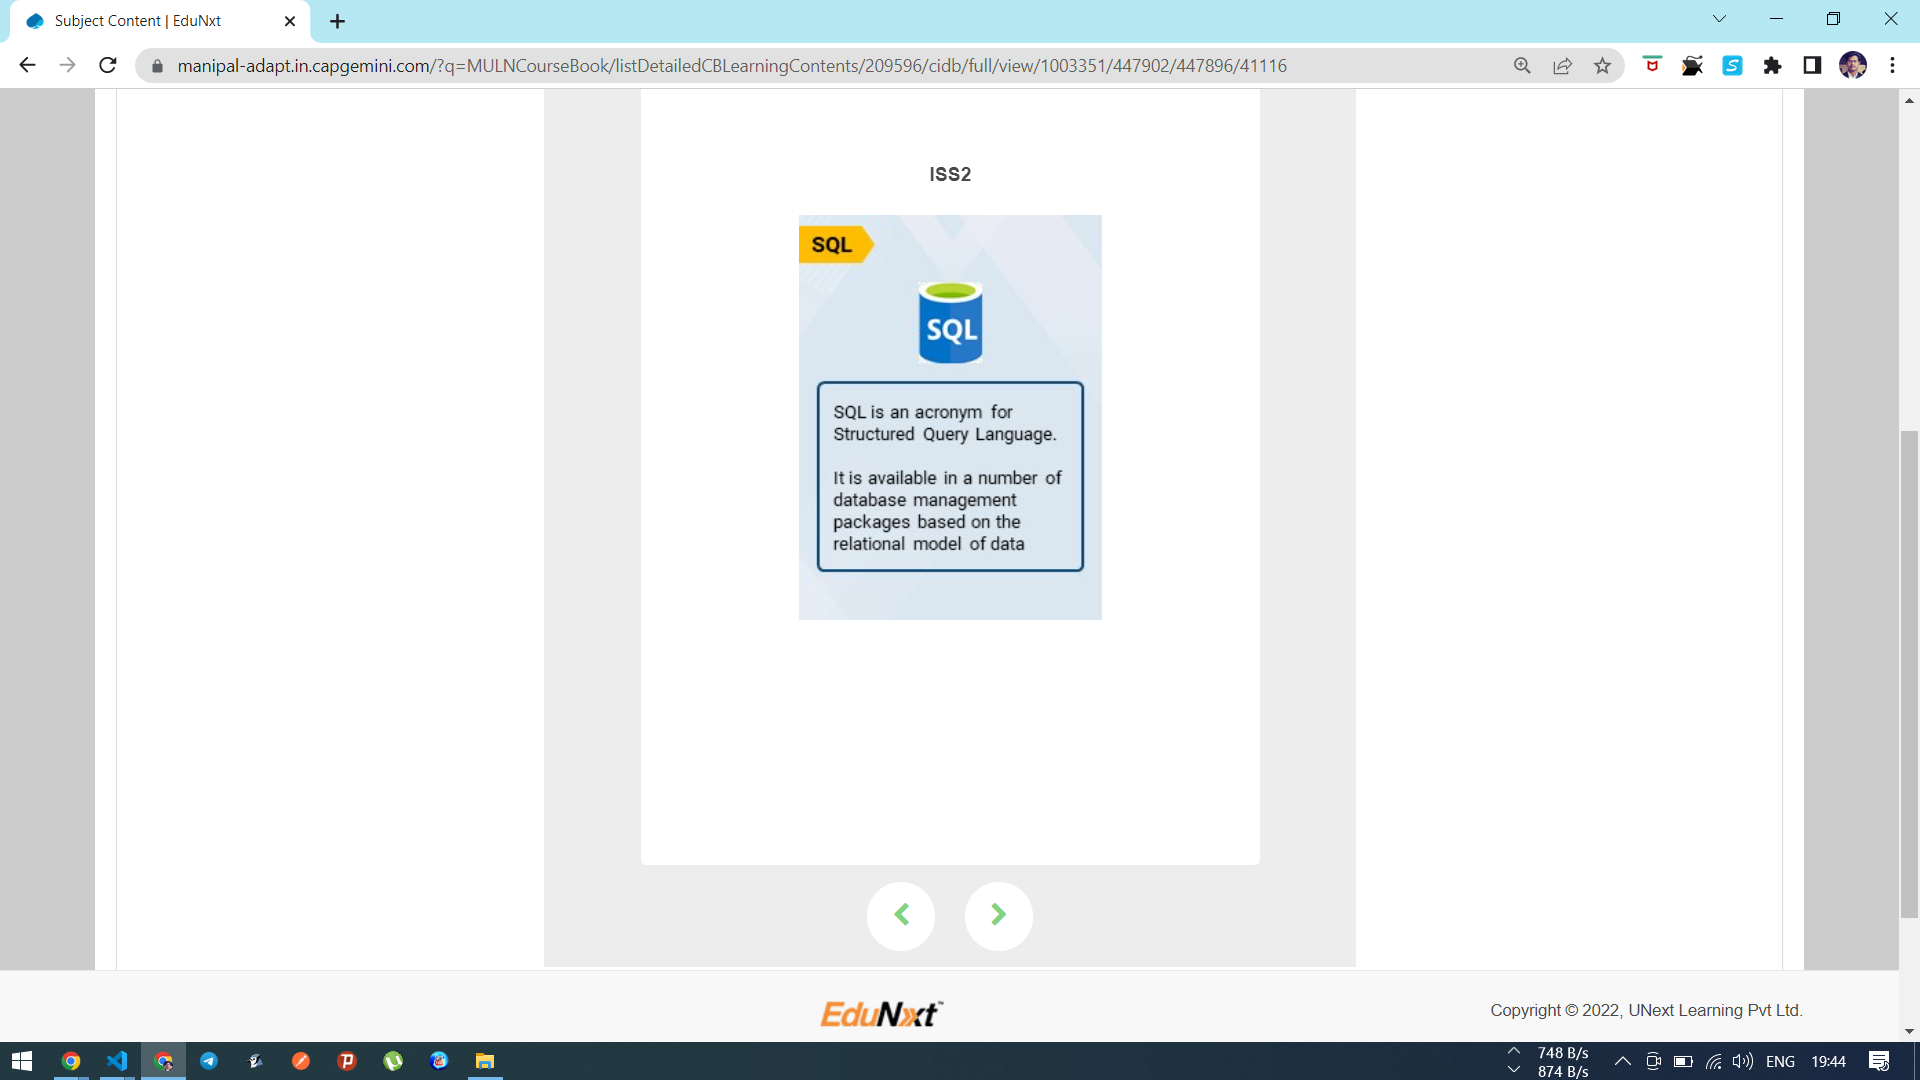 Subject Content | EduNxt
manipal-adapt.in.capgemini.com/?q=MULNCourseBook/listDetailedCBLearningContents/209596/cidb/full/view/1003351/447902/447896/41116
ISS2
SQL
SQL
SQL is an acronym for
Structured Query Language.
It is available in a number of
database management
packages based on the
relational model of data
EduNxt
Copyright © 2022, UNext Learning Pvt Ltd.
748 B/s
874 B/s
ENG
19:44